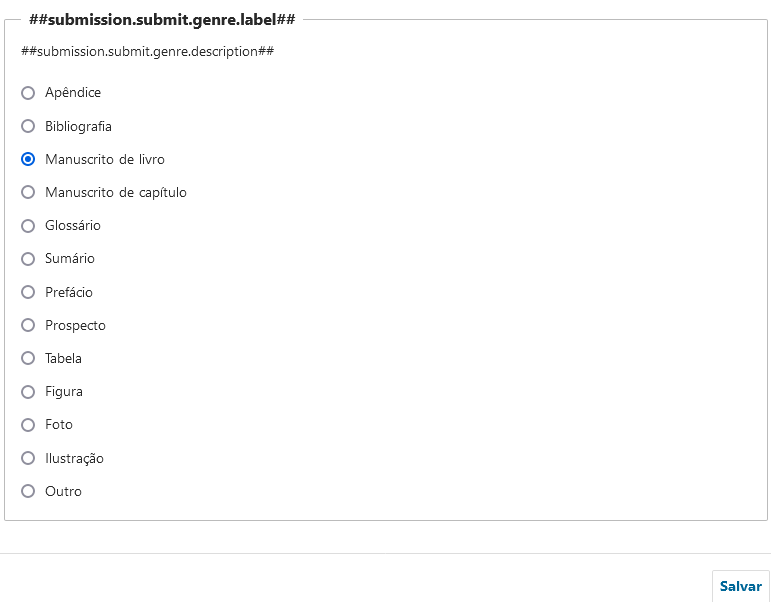 ##submission.submit.genre.label##
##submission.submit.genre.description##
Apêndice
Bibliografia
Manuscrito de livro
Manuscrito de capítulo
Glossário
Sumário
Prefácio
Prospecto
Tabela
Figura
Foto
Ilustração
Outro
Salvar